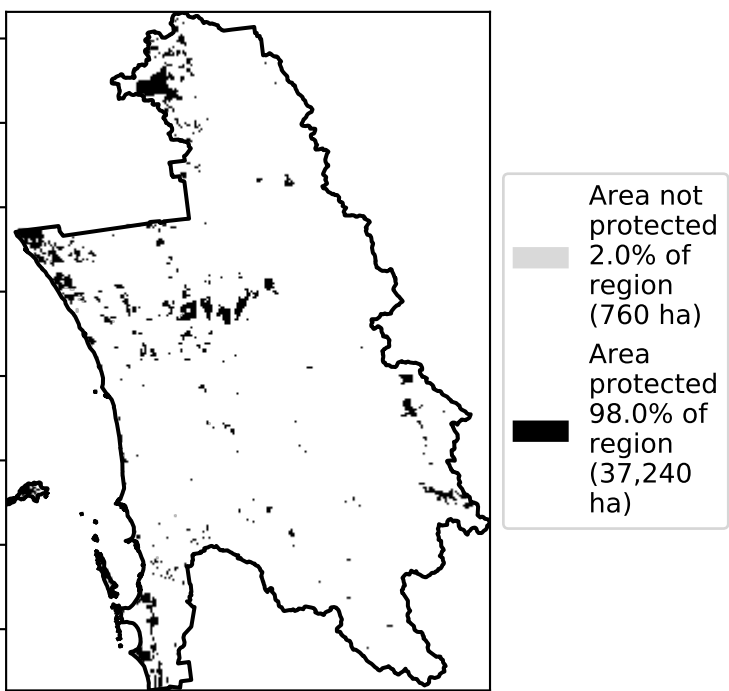 Area not
protected
2.0% of
region
(760 ha)
Area
protected
98.0% of
region
(37,240
ha)